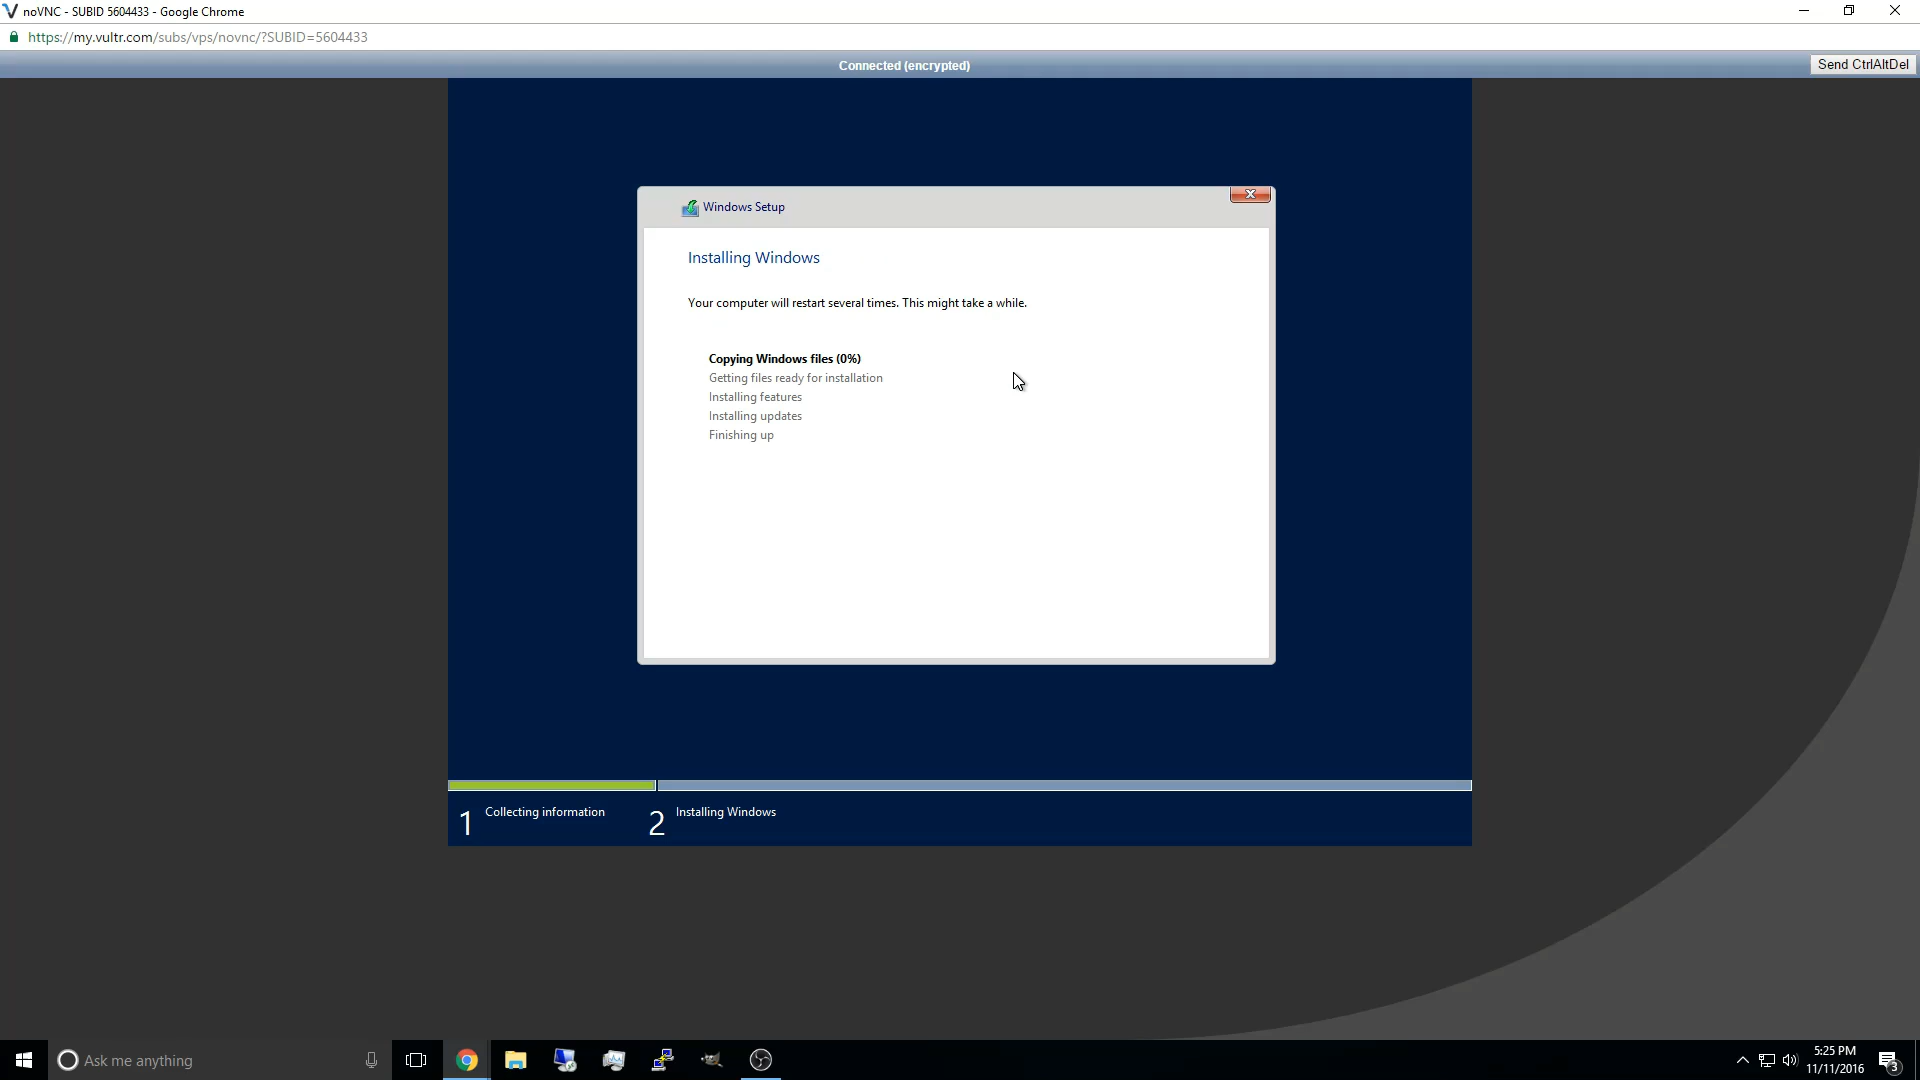 noVNC - SUBID 5604433 - Google Chrome
https://my.vultr.com/subs/vps/novnc/?SUBID=5604433
Connected (encrypted)
Send CtrlAltDel
Windows Setup
Installing Windows
Your computer will restart several times. This might take a while.
Copying Windows files (0%)
Getting files ready for installation
Installing features
Installing updates
Finishing up
1 Collecting information
2 Installing Windows
Ask me anything
5:25 PM
11/11/2016
3